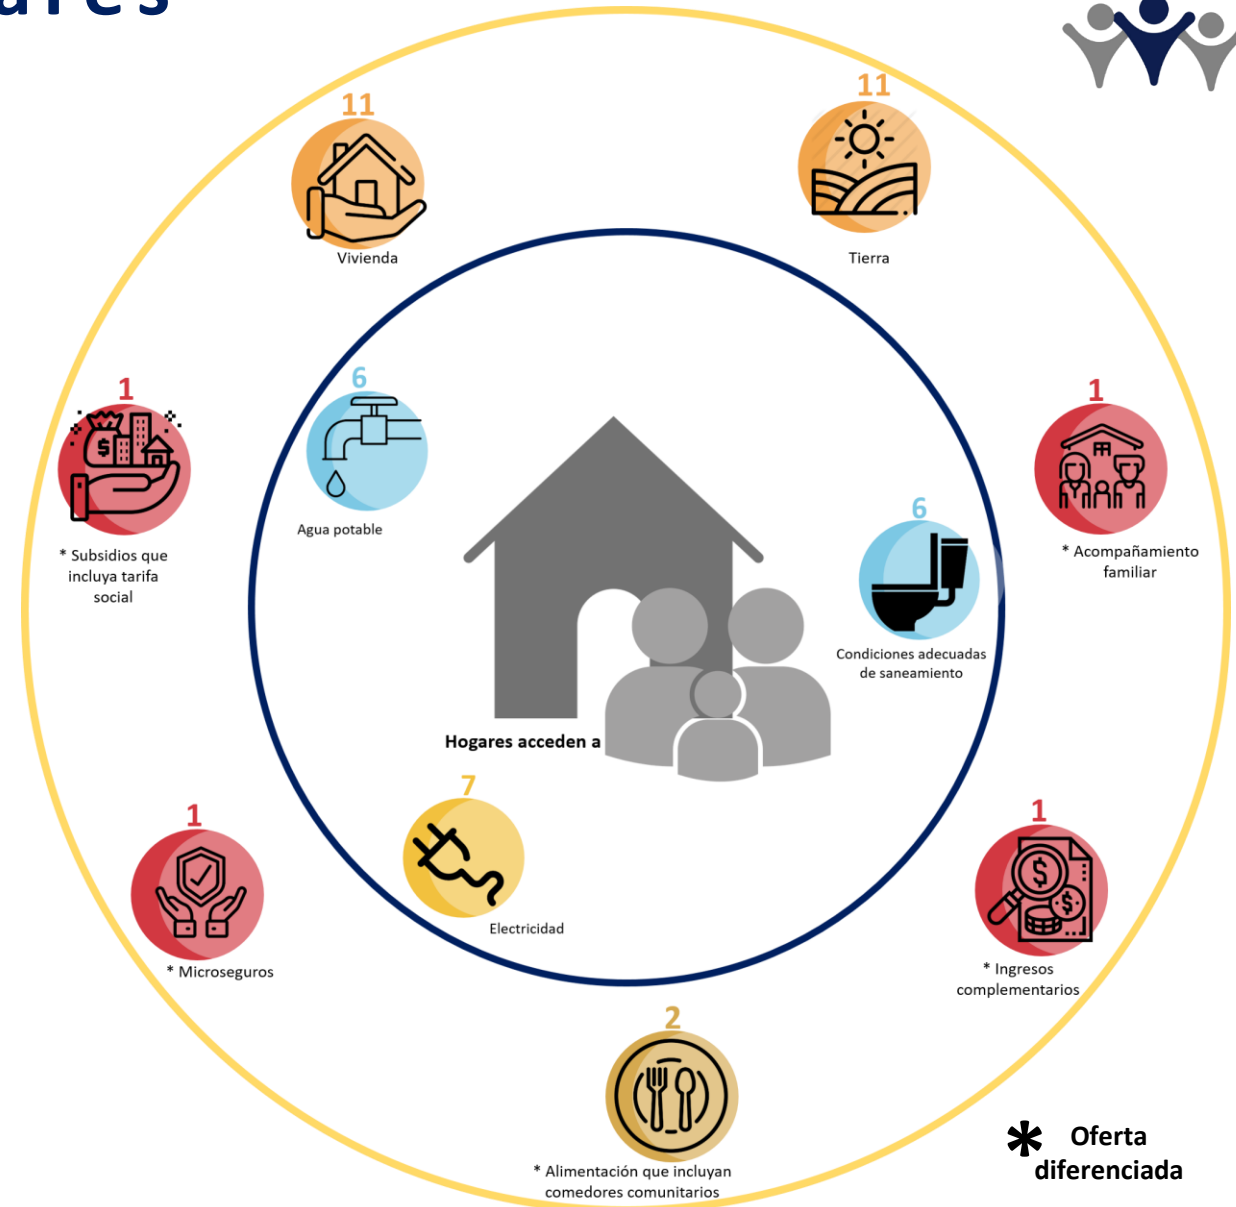 11
Vivienda
11
Tierra
1
* Subsidios que
incluya tarifa
social
6
Agua potable
6
Condiciones adecuadas
de saneamiento
1
* Acompañamiento
familiar
Hogares acceden a
7
Electricidad
1
* Microseguros
1
* Ingresos
complementarios
2
* Alimentación que incluyan
comedores comunitarios
* Oferta
diferenciada